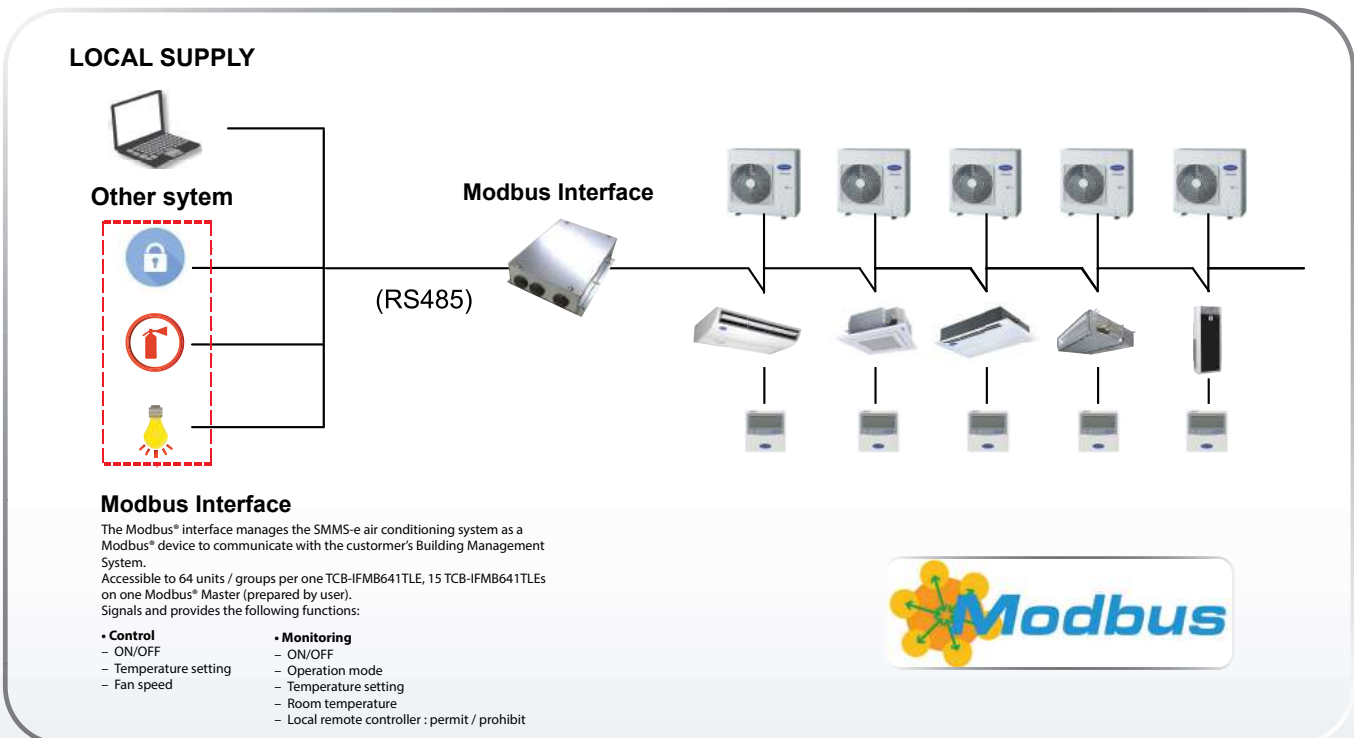 LOCAL SUPPLY
Other sytem
Modbus Interface
(RS485)
Modbus Interface
The Modbus® interface manages the SMMS-e air conditioning system as a
Modbus® device to communicate with the custormer’s Building Management
System.
Accessible to 64 units / groups per one TCB-IFMB641TLE, 15 TCB-IFMB641TLEs
on one Modbus® Master (prepared by user).
Signals and provides the following functions:
• Control
– ON/OFF
– Temperature setting
– Fan speed
• Monitoring
– ON/OFF
– Operation mode
– Temperature setting
– Room temperature
– Local remote controller : permit / prohibit
Modbus